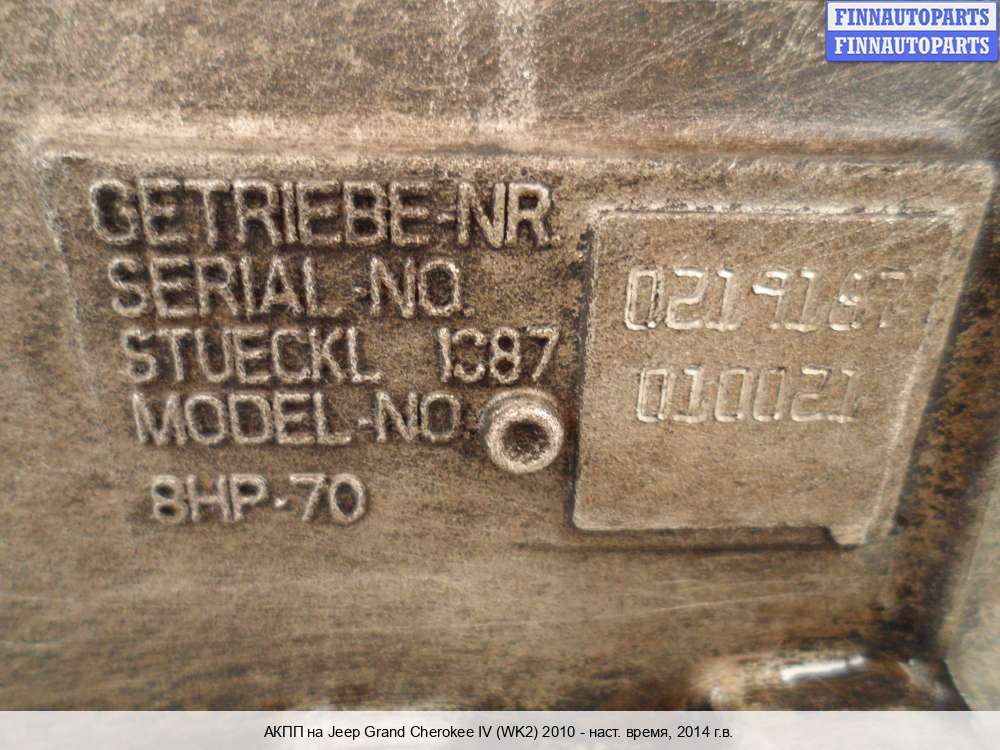 FINNAUTOPARTS
FINNAUTOPARTS
GETRIEBE-NR.
SERIAL-NO.
STUECKL 1087
MODEL-NO
8HP-70
0219187
010021
АКПП на Jeep Grand Cherokee IV (WK2) 2010 - наст. время, 2014 г.в.